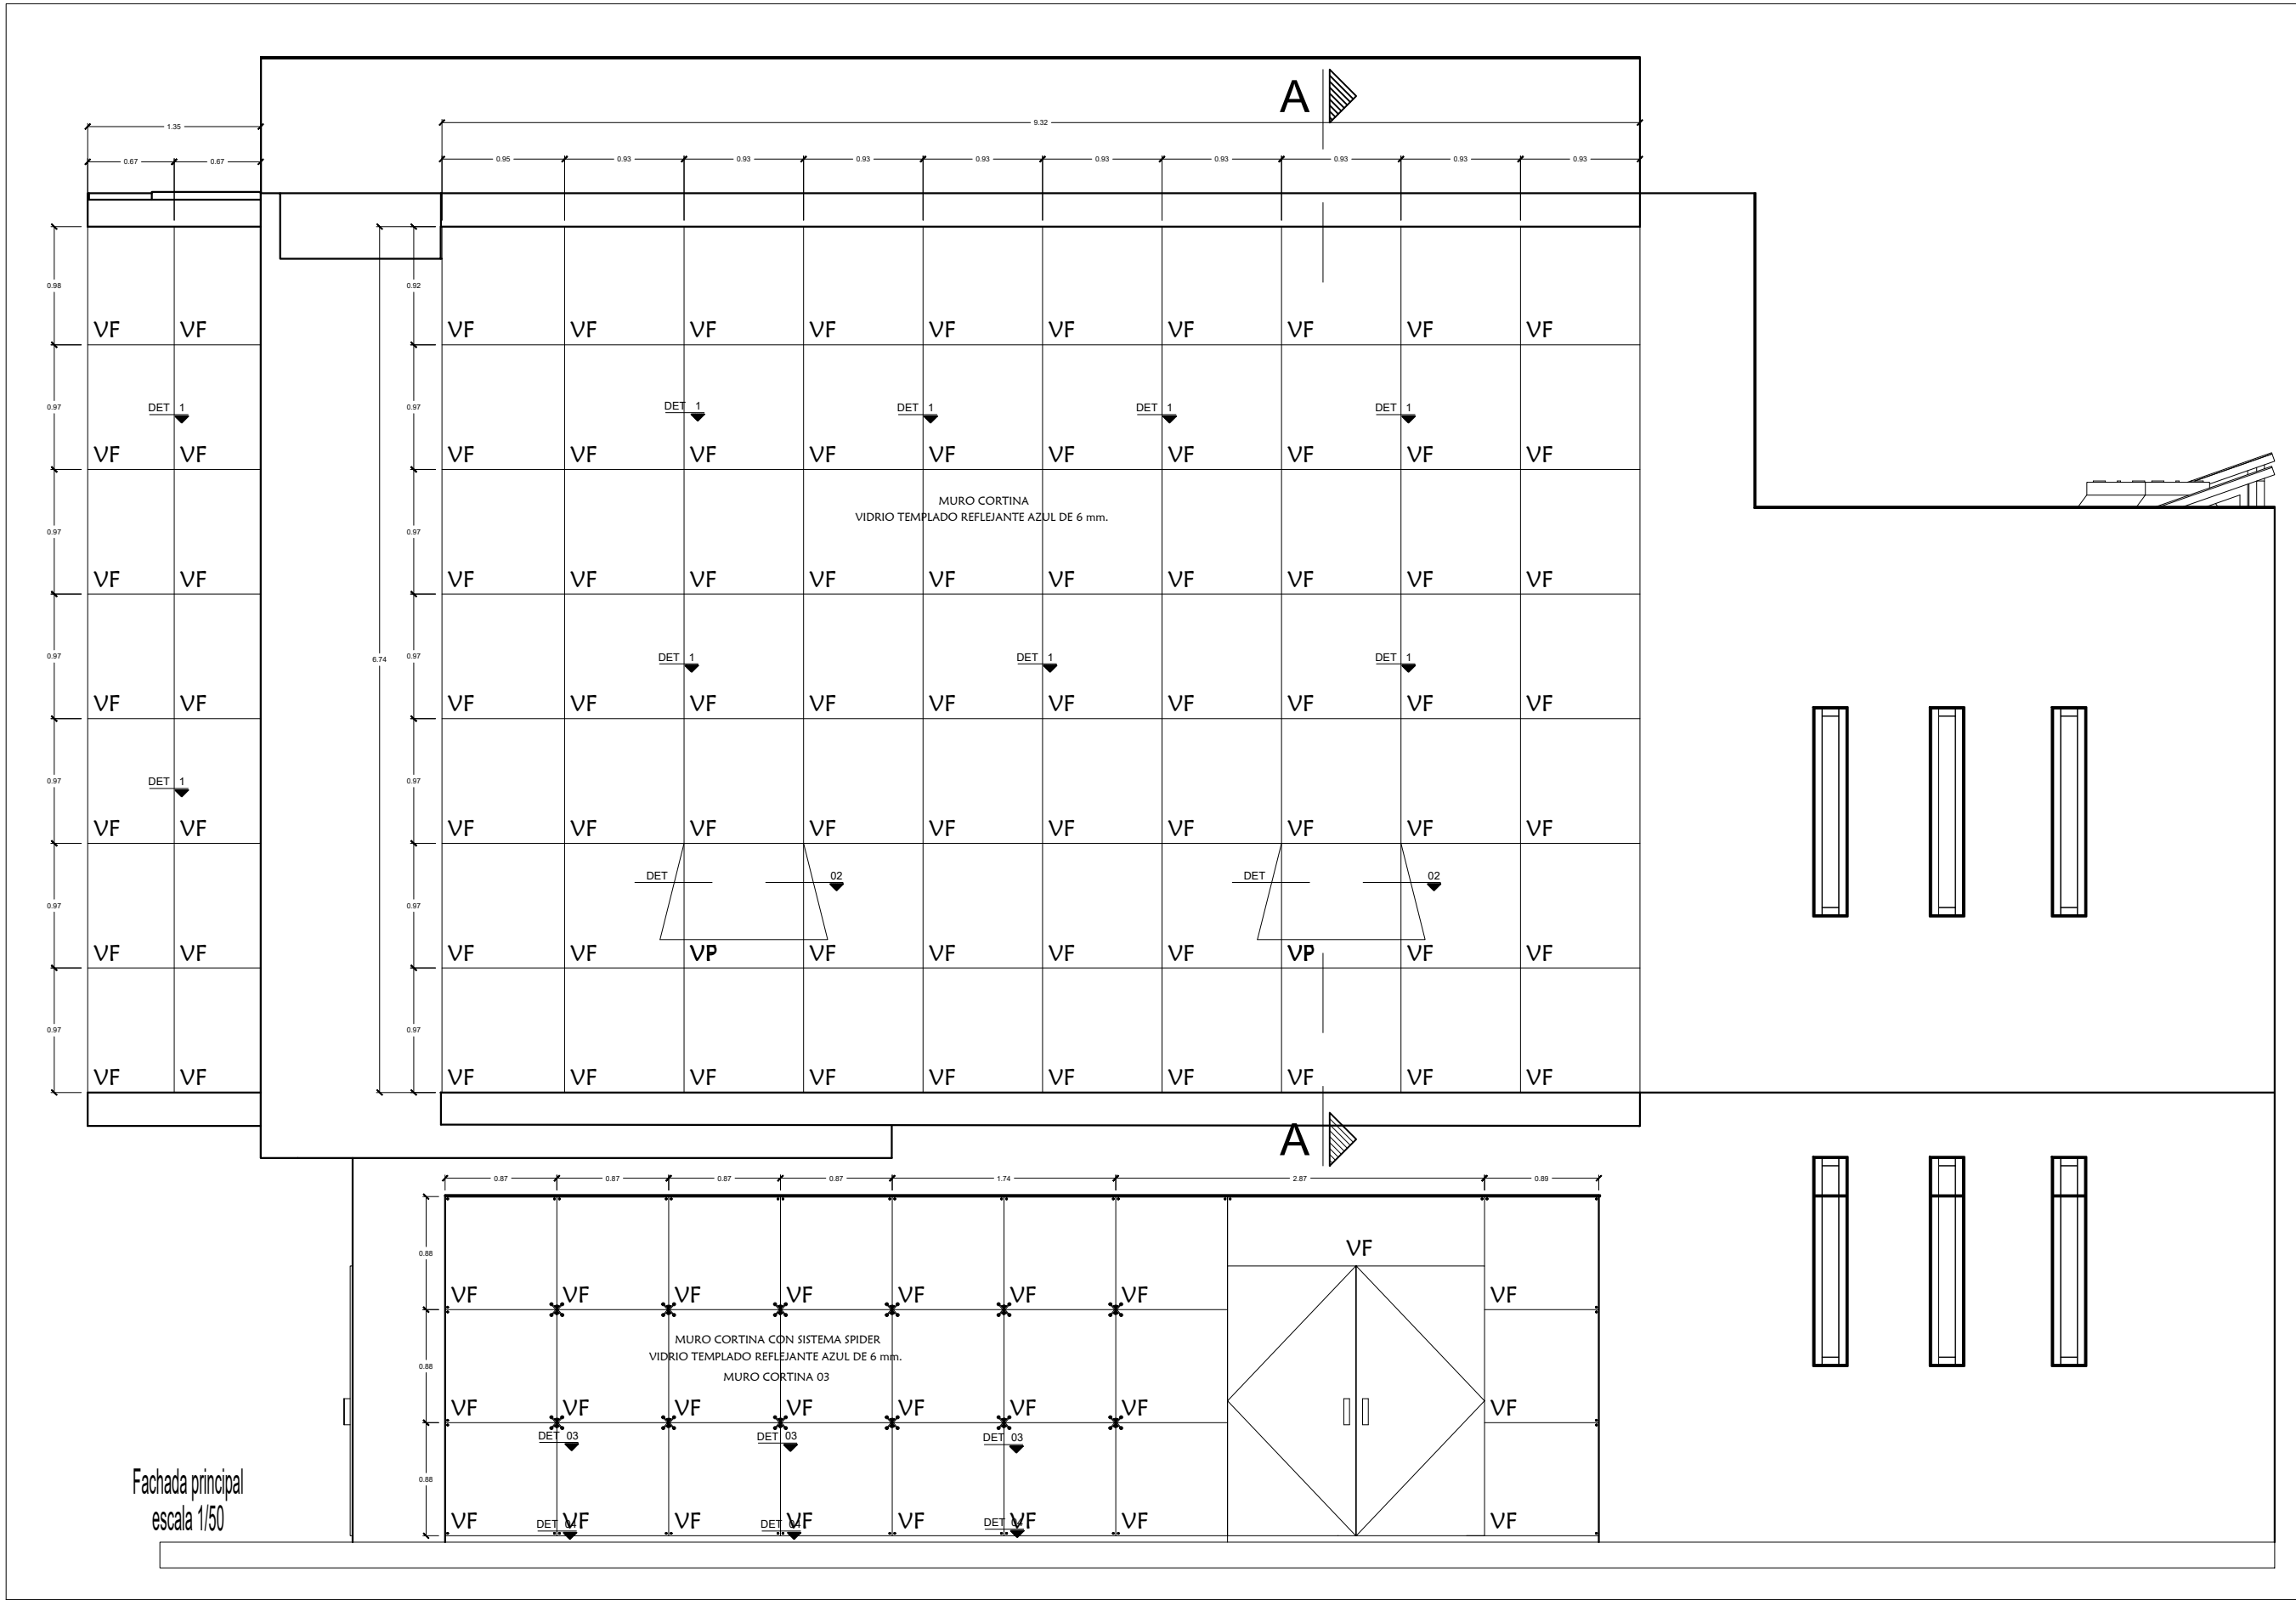 A
1.35
9.32
0.67 0.67
0.95 0.93 0.93 0.93 0.93 0.93 0.93 0.93 0.93 0.93
0.98 0.92
VF VF VF VF VF VF VF VF VF VF VF VF
0.97 0.97
DET 1 DET 1 DET 1 DET 1 DET 1
VF VF VF VF VF VF VF VF VF VF VF VF
MURO CORTINA
VIDRIO TEMPLADO REFLEJANTE AZUL DE 6 mm.
0.97 0.97
VF VF VF VF VF VF VF VF VF VF VF VF
0.97 6.74 0.97
DET 1 DET 1 DET 1
VF VF VF VF VF VF VF VF VF VF VF VF
0.97 0.97
DET 1
VF VF VF VF VF VF VF VF VF VF VF VF
DET 02 DET 02
0.97 0.97
VF VF VF VF VP VF VF VF VF VP VF VF
0.97 0.97
VF VF VF VF VF VF VF VF VF VF VF VF
A
0.87 0.87 0.87 0.87 1.74 2.87 0.89
0.88
VF
VF VF VF VF VF VF VF VF
MURO CORTINA CON SISTEMA SPIDER
VIDRIO TEMPLADO REFLEJANTE AZUL DE 6 mm.
0.88
MURO CORTINA 03
VF VF VF VF VF VF VF VF
DET 03 DET 03 DET 03
0.88
VF VF VF VF VF VF VF VF
DET 04 DET 04 DET 04
Fachada principal
escala 1/50